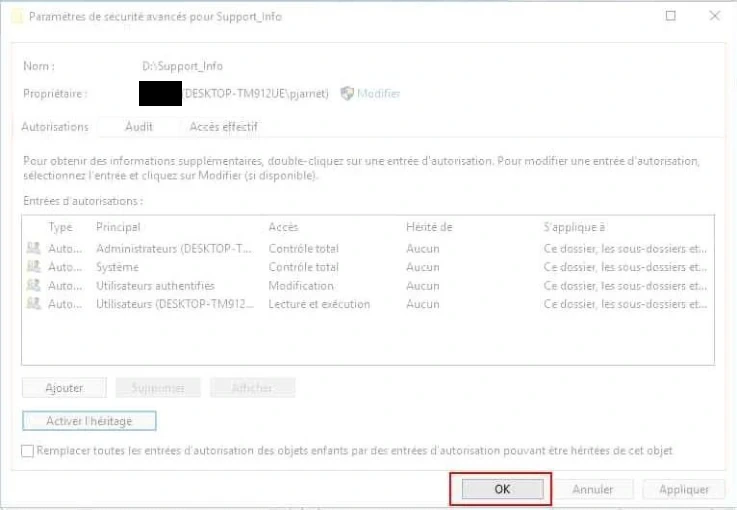 Paramètres de sécurité avancés pour Support_Info
Nom : D:\Support_Info
Propriétaire : (DESKTOP-TM912UE\pjarnet) Modifier
Autorisations Audit Accès effectif
Pour obtenir des informations supplémentaires, double-cliquez sur une entrée d'autorisation. Pour modifier une entrée d'autorisation,
sélectionnez l'entrée et cliquez sur Modifier (si disponible).
Entrées d'autorisations :
Type Principal Accès Hérité de S'applique à
Auto... Administrateurs (DESKTOP-T... Contrôle total Aucun Ce dossier, les sous-dossiers et...
Auto... Système Contrôle total Aucun Ce dossier, les sous-dossiers et...
Auto... Utilisateurs authentifiés Modification Aucun Ce dossier, les sous-dossiers et...
Auto... Utilisateurs (DESKTOP-TM912... Lecture et exécution Aucun Ce dossier, les sous-dossiers et...
Ajouter Supprimer Afficher
Activer l'héritage
Remplacer toutes les entrées d'autorisation des objets enfants par des entrées d'autorisation pouvant être héritées de cet objet
OK Annuler Appliquer